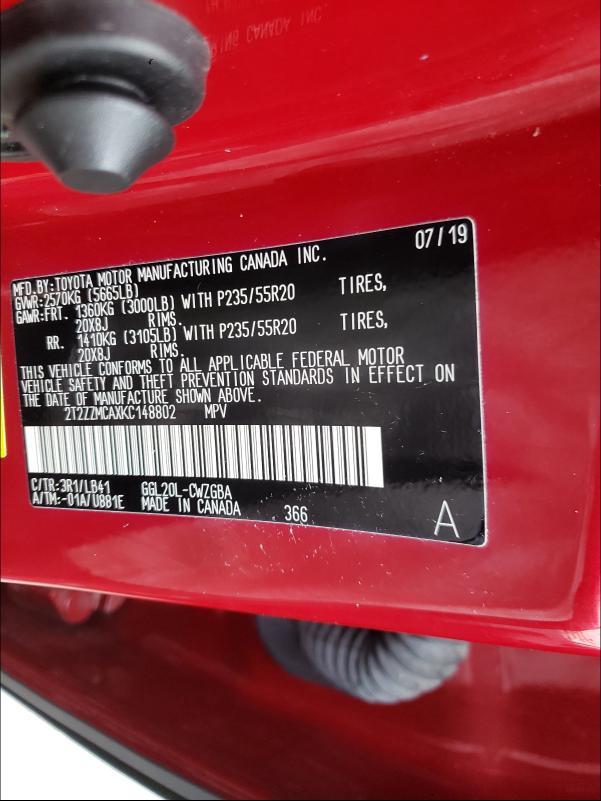 RING CANADA INC.
07/19
MFD.BY:TOYOTA MOTOR MANUFACTURING CANADA INC.
GVWR:2570KG (5665LB)
GAWR:FRT. 1360KG (3000LB) WITH P235/55R20 TIRES,
20X8J RIMS.
RR. 1410KG (3105LB) WITH P235/55R20 TIRES,
20X8J RIMS.
THIS VEHICLE CONFORMS TO ALL APPLICABLE FEDERAL MOTOR
VEHICLE SAFETY AND THEFT PREVENTION STANDARDS IN EFFECT ON
THE DATE OF MANUFACTURE SHOWN ABOVE.
2T2ZZMCAXKC148802 MPV
C/TR:3R1/LB41 GGL20L-CWZGBA
A/TM:-01A/U881E MADE IN CANADA 366
A